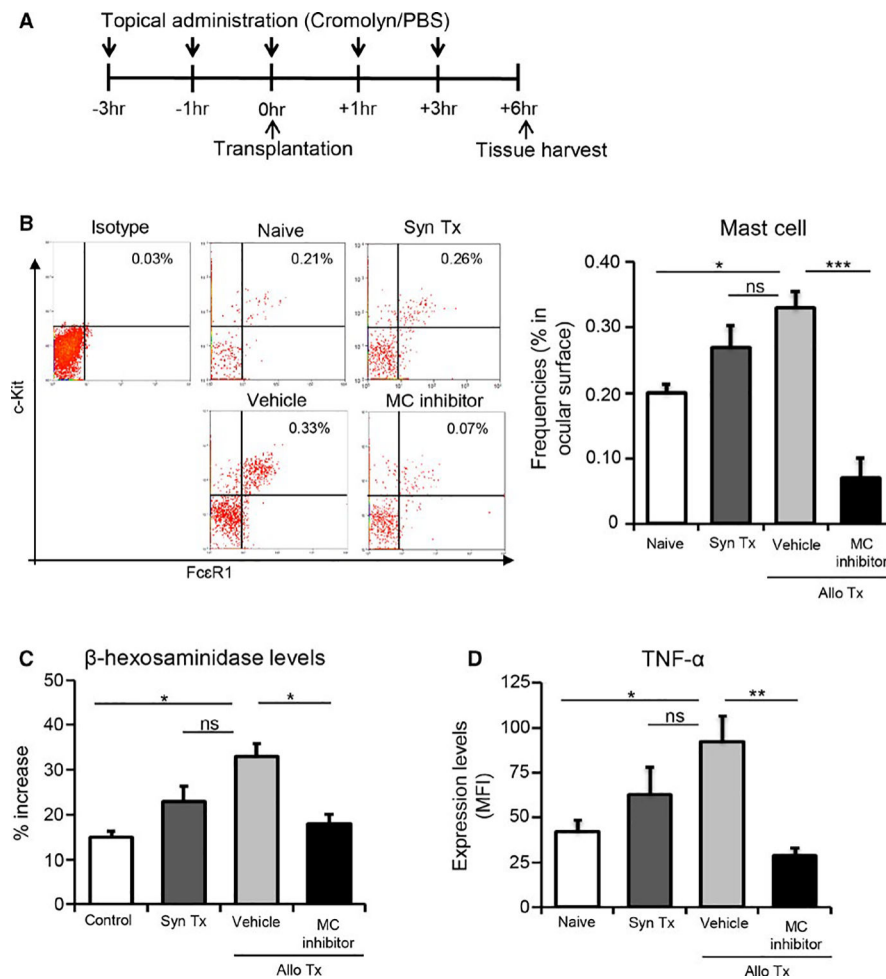 A
Topical administration (Cromolyn/PBS)
-3hr -1hr 0hr +1hr +3hr +6hr
Transplantation Tissue harvest
B
Isotype Naive Syn Tx
0.03% 0.21% 0.26%
Vehicle MC inhibitor
0.33% 0.07%
c-Kit
FcεR1
Mast cell
Frequencies (% in
ocular surface)
0.40
0.30
0.20
0.10
0
* ***
ns
Naive Syn Tx Vehicle MC
inhibitor
Allo Tx
C
β-hexosaminidase levels
% increase
50
40
30
20
10
0
* *
ns
Control Syn Tx Vehicle MC
inhibitor
Allo Tx
D
TNF-α
Expression levels
(MFI)
125
100
75
50
25
0
* **
ns
Naive Syn Tx Vehicle MC
inhibitor
Allo Tx